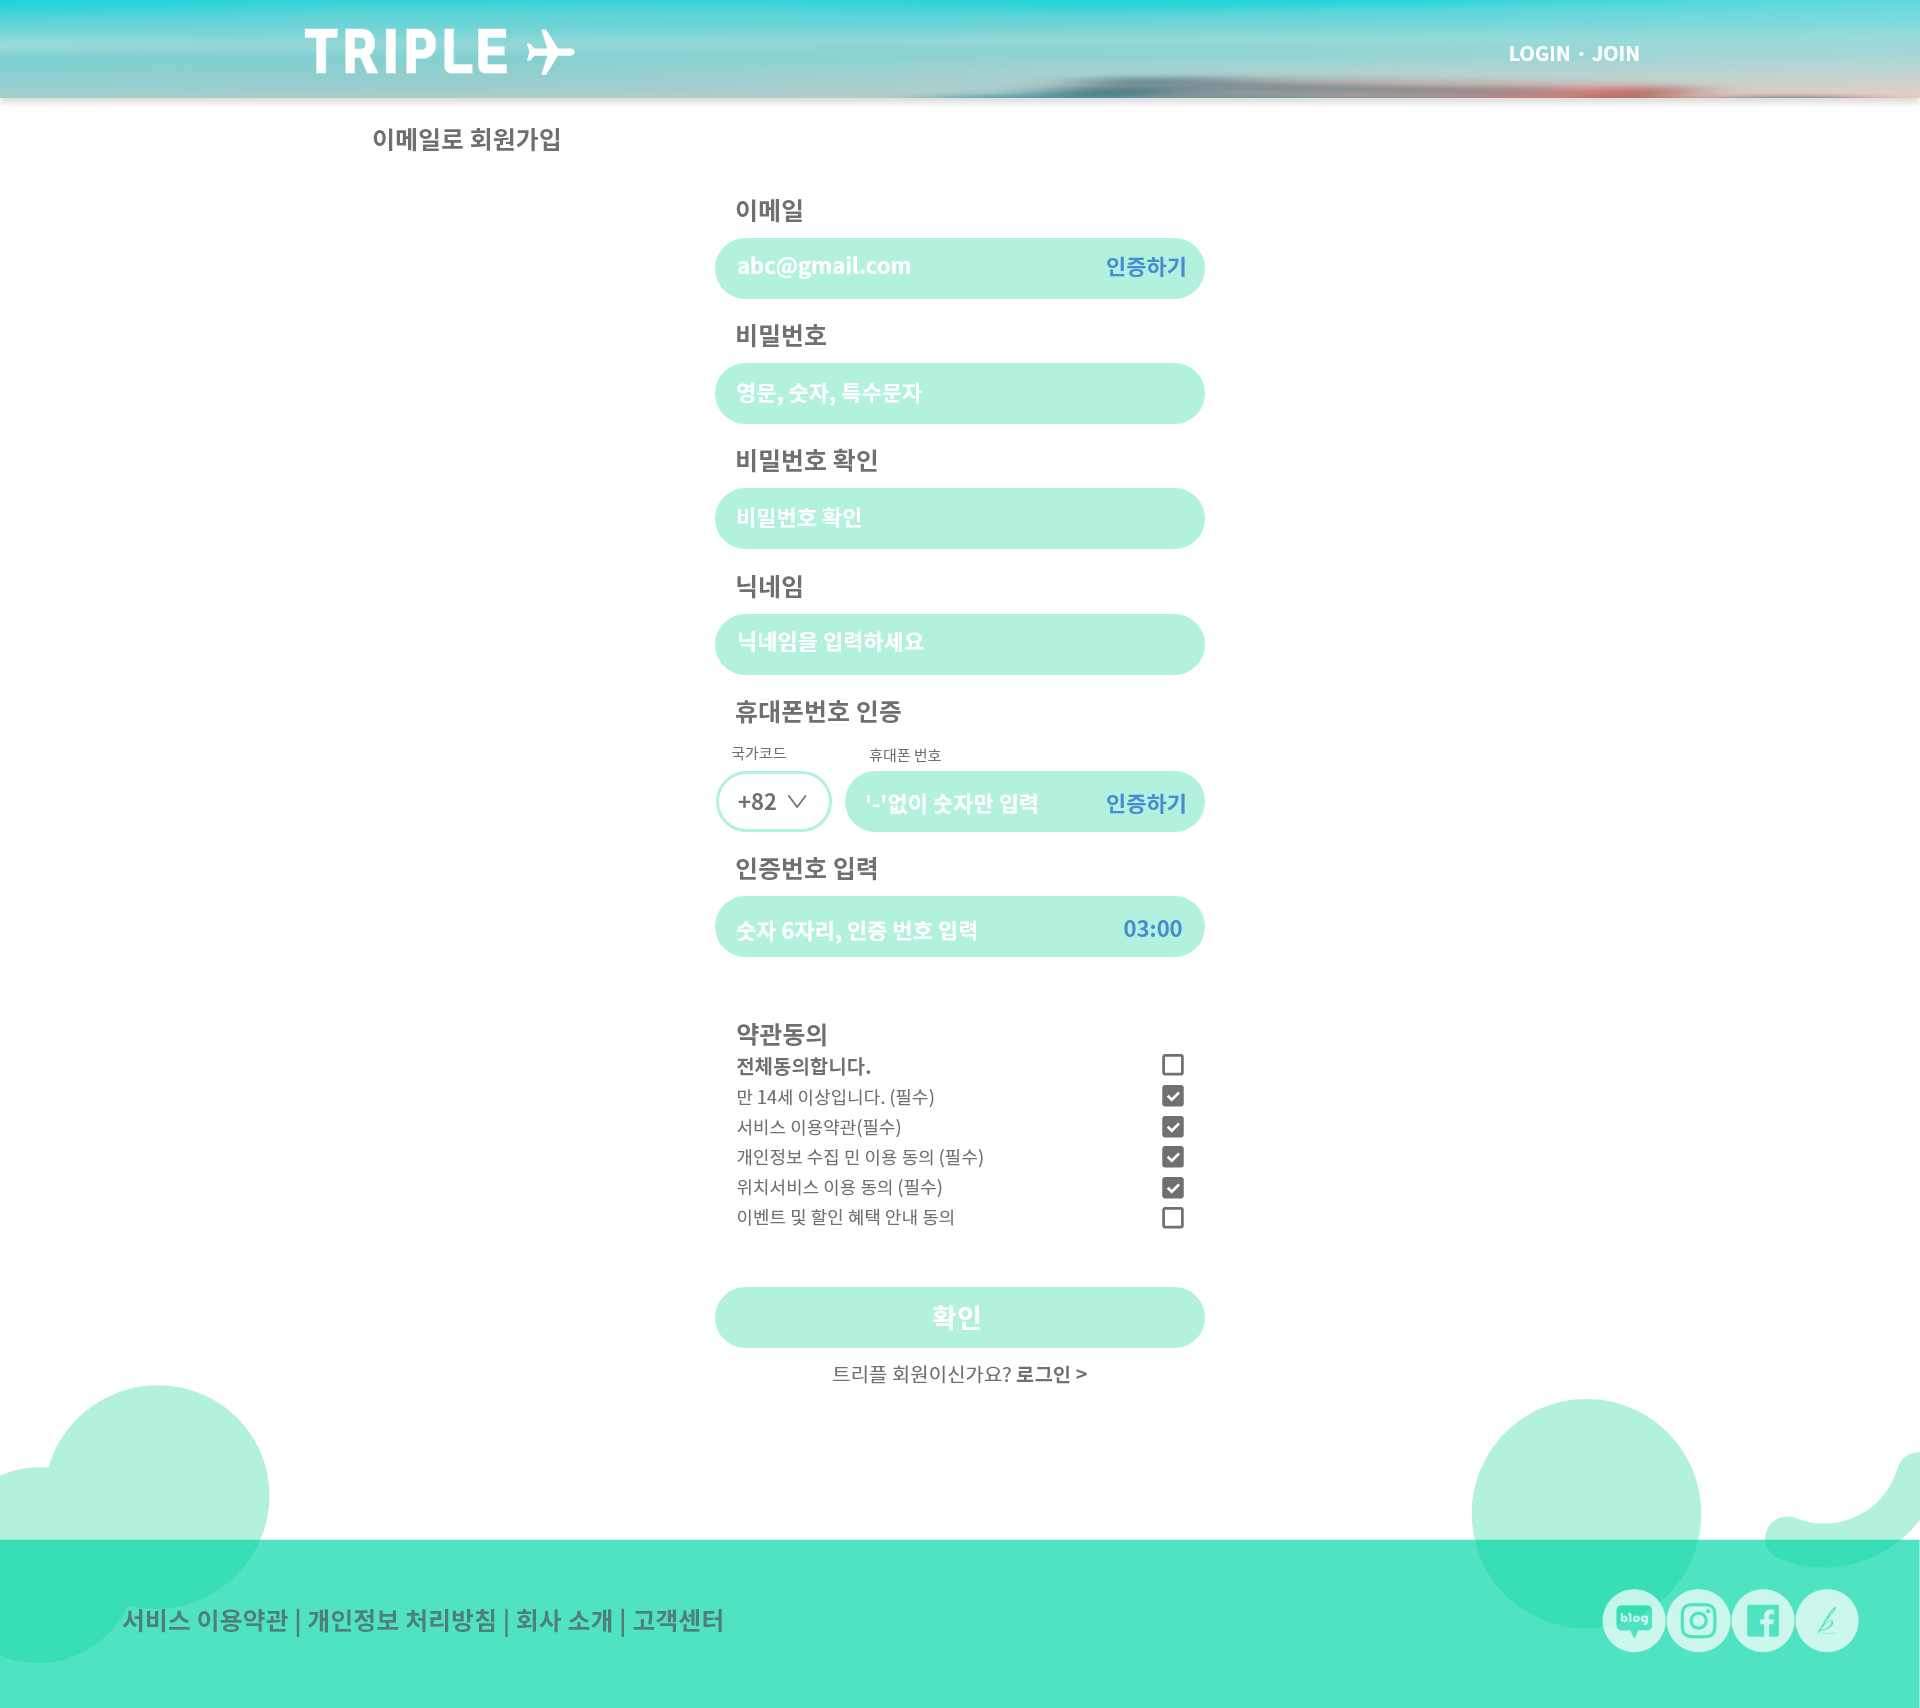 TRIPLE
LOGIN · JOIN
이메일로 회원가입
이메일
abc@gmail.com 인증하기
비밀번호
영문, 숫자, 특수문자
비밀번호 확인
비밀번호 확인
닉네임
닉네임을 입력하세요
휴대폰번호 인증
국가코드 휴대폰 번호
+82 '-'없이 숫자만 입력 인증하기
인증번호 입력
숫자 6자리, 인증 번호 입력 03:00
약관동의
전체동의합니다.
만 14세 이상입니다. (필수)
서비스 이용약관(필수)
개인정보 수집 민 이용 동의 (필수)
위치서비스 이용 동의 (필수)
이벤트 및 할인 혜택 안내 동의
확인
트리플 회원이신가요? 로그인 >
서비스 이용약관 | 개인정보 처리방침 | 회사 소개 | 고객센터
blog